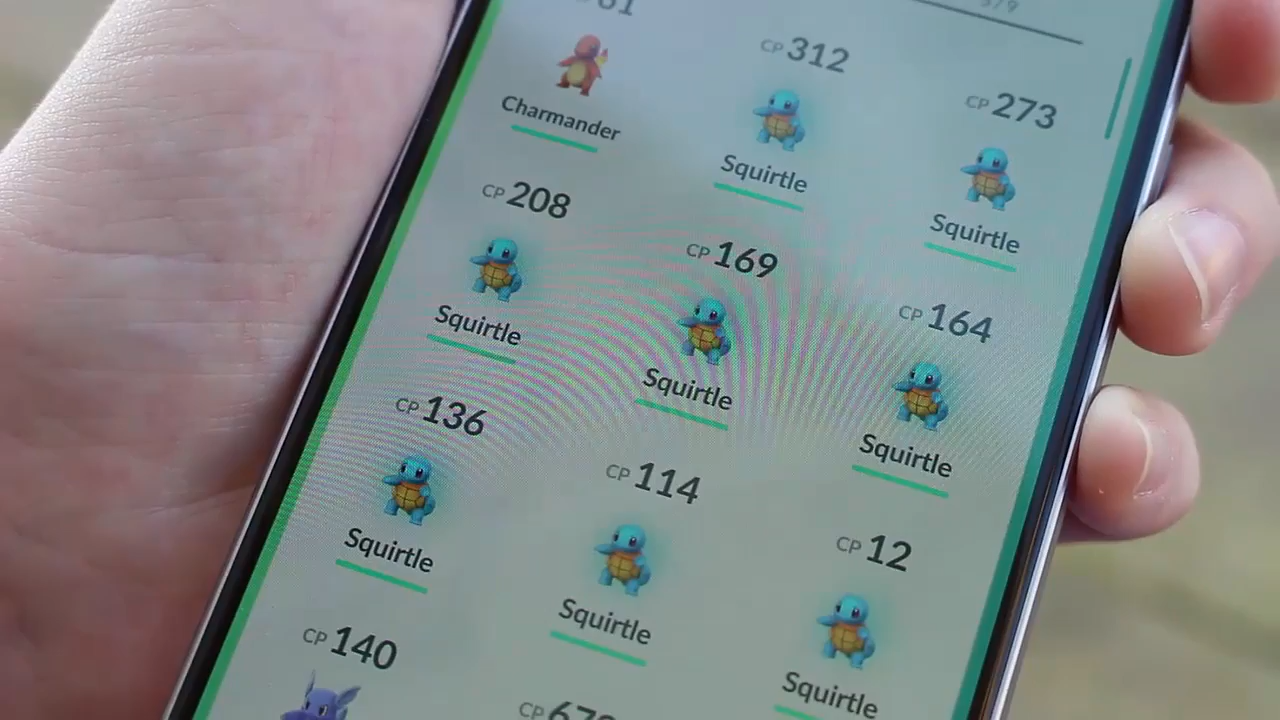 CP 312
CP 273
Charmander
Squirtle
Squirtle
CP 208
CP 169
CP 164
Squirtle
Squirtle
Squirtle
CP 136
CP 114
CP 12
Squirtle
Squirtle
Squirtle
CP 140
CP